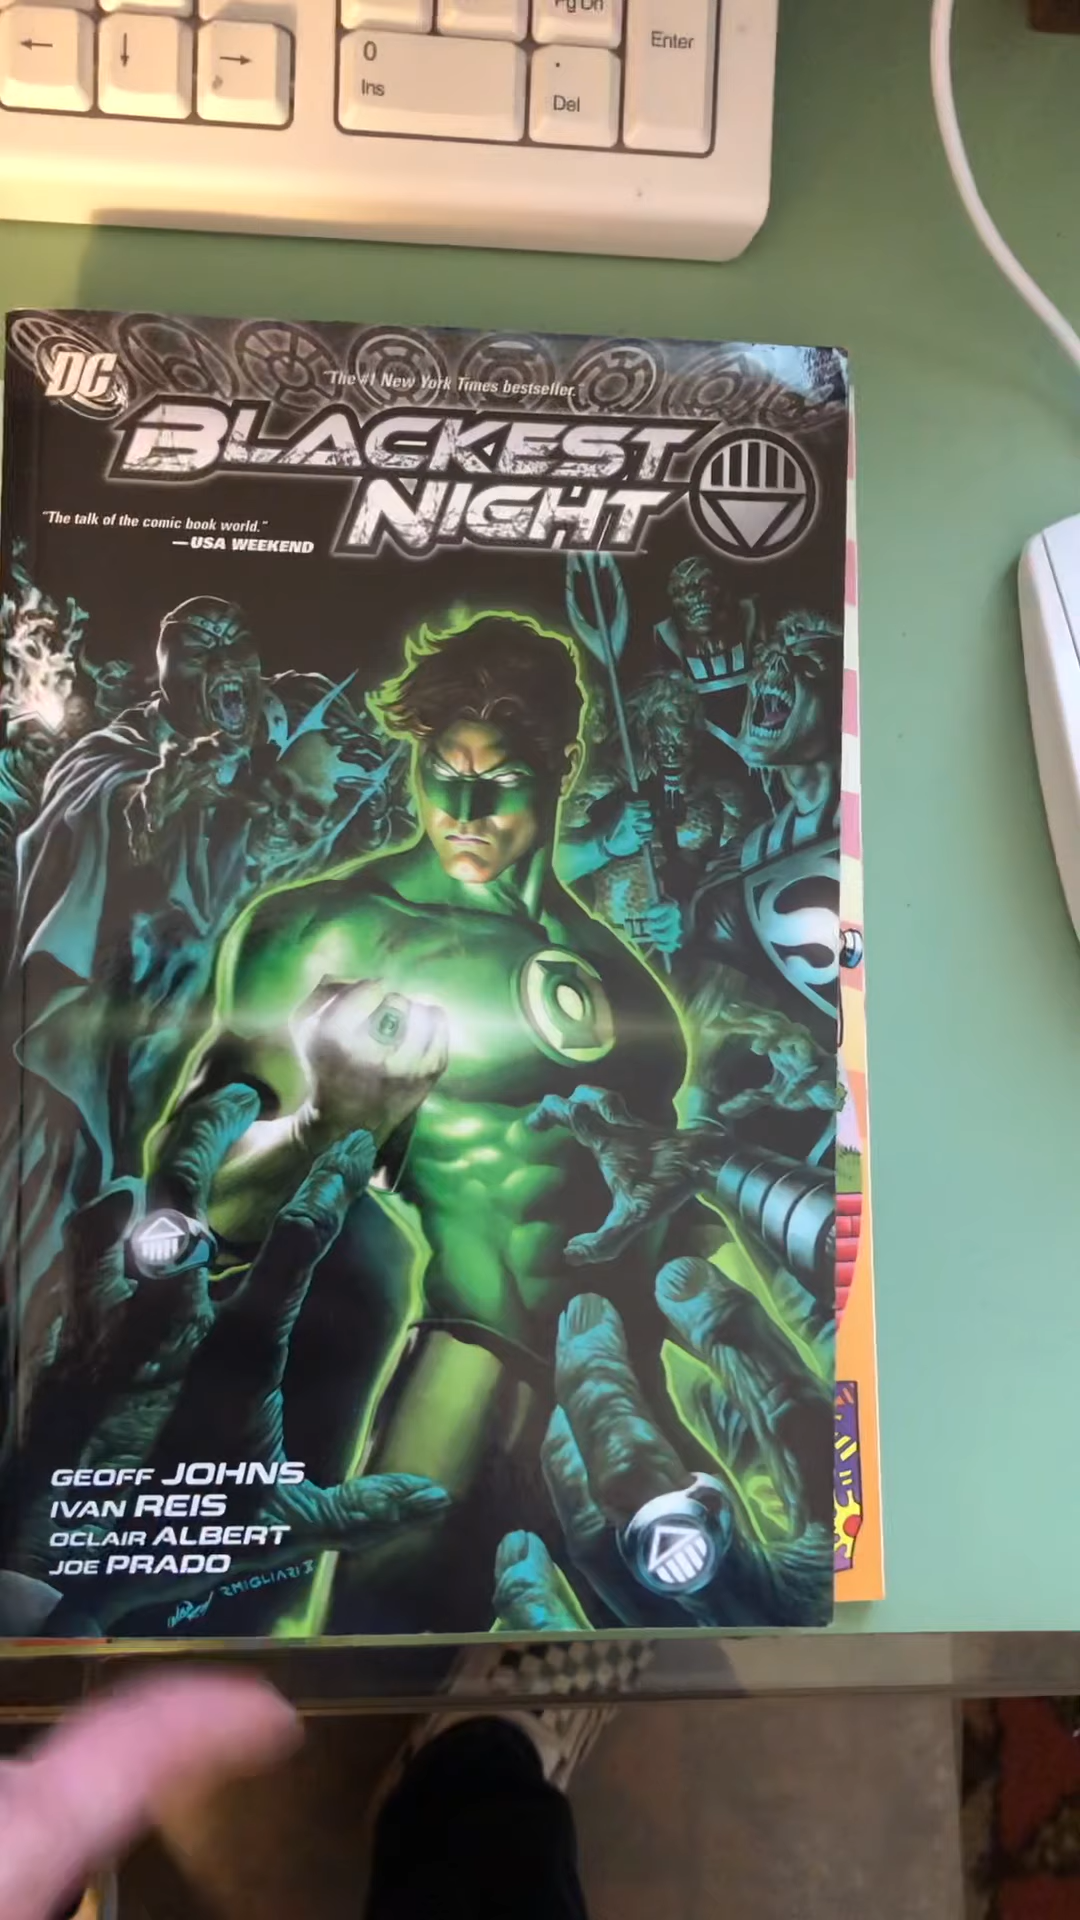 Pg Dn
Enter
0
Ins
.
Del
DC
"The #1 New York Times bestseller."
BLACKEST
NIGHT
"The talk of the comic book world."
—USA WEEKEND
S
GEOFF JOHNS
IVAN REIS
OCLAIR ALBERT
JOE PRADO
RMIGLIARI